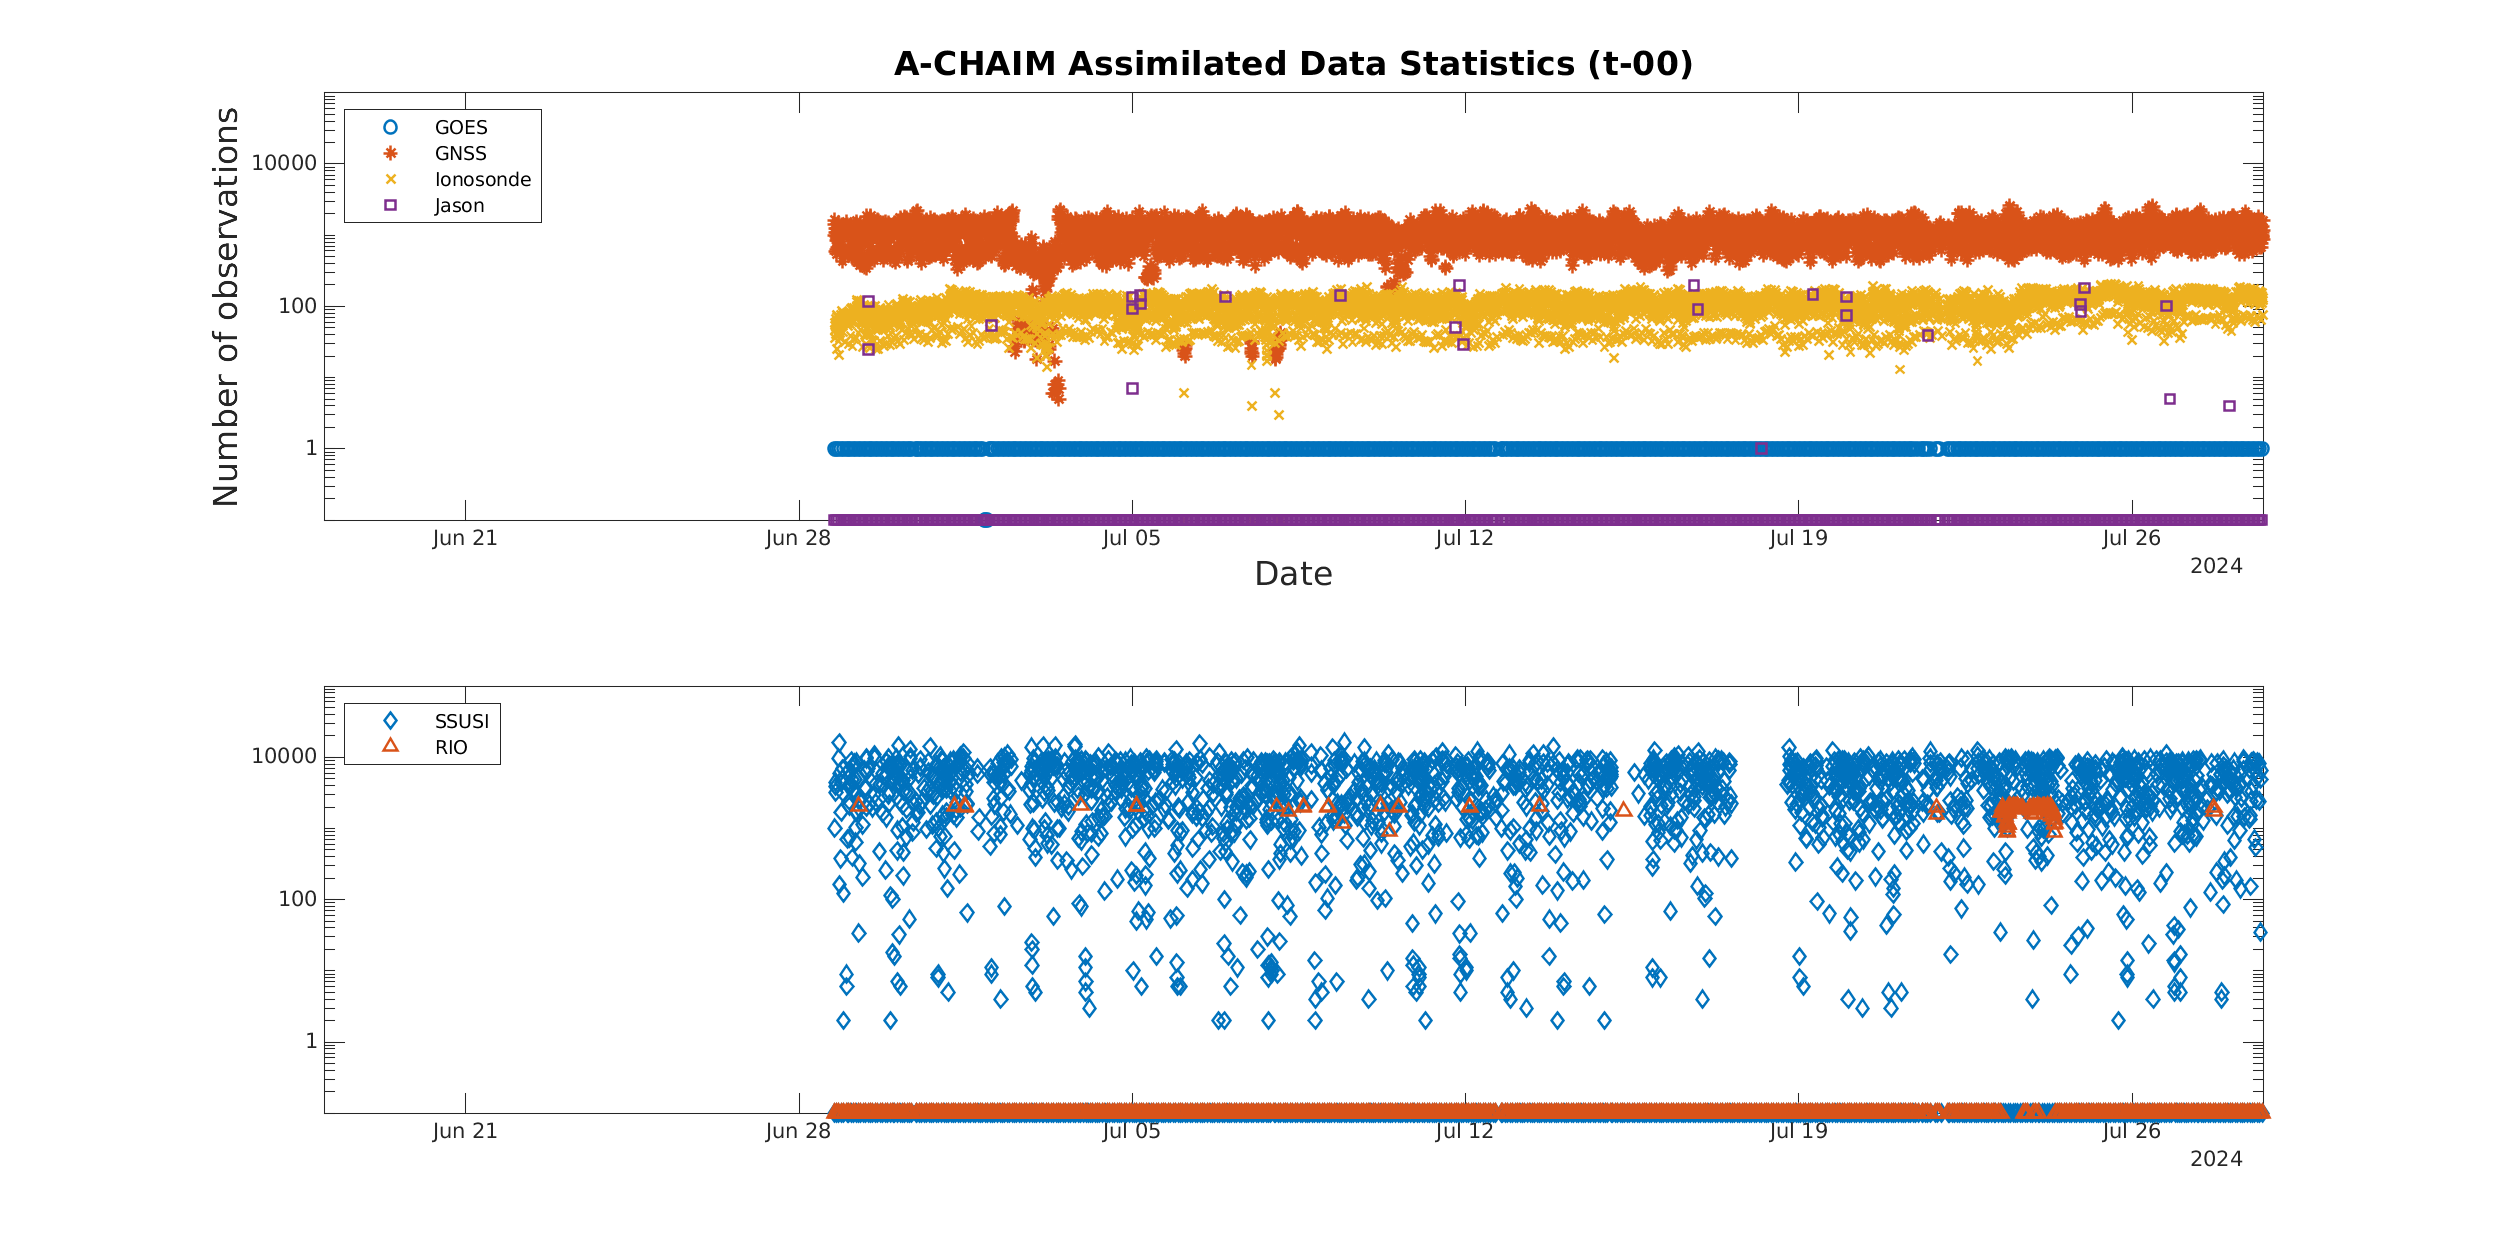 A-CHAIM Assimilated Data Statistics (t-00)
Number of observations
10000
100
1
GOES
GNSS
Ionosonde
Jason
Jun 21
Jun 28
Jul 05
Jul 12
Jul 19
Jul 26
2024
Date
10000
100
1
SSUSI
RIO
Jun 21
Jun 28
Jul 05
Jul 12
Jul 19
Jul 26
2024